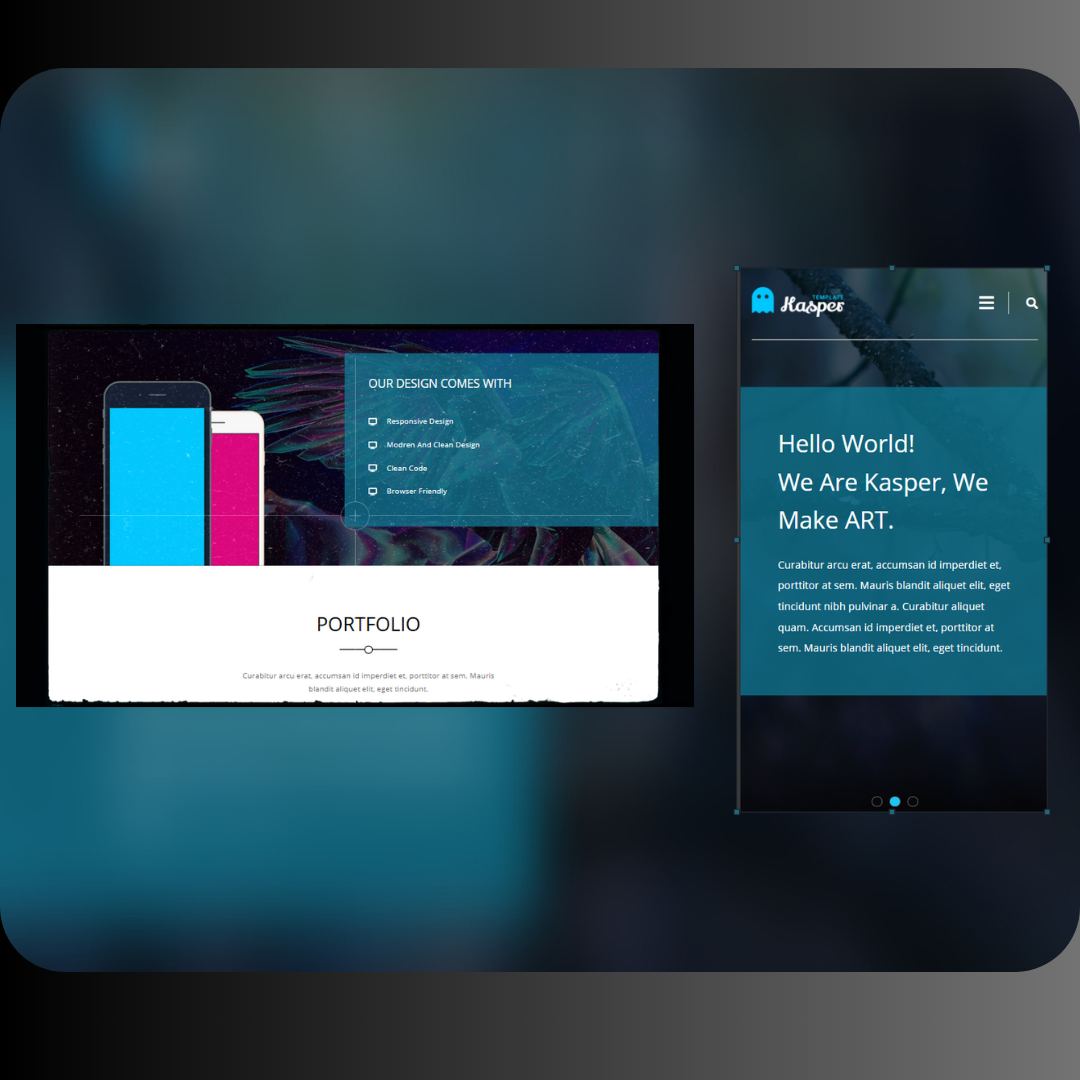 OUR DESIGN COMES WITH
Responsive Design
Modren And Clean Design
Clean Code
Browser Friendly
PORTFOLIO
Curabitur arcu erat, accumsan id imperdiet et, porttitor at sem. Mauris
blandit aliquet elit, eget tincidunt.
TEMPLATE
Kasper
Hello World!
We Are Kasper, We
Make ART.
Curabitur arcu erat, accumsan id imperdiet et,
porttitor at sem. Mauris blandit aliquet elit, eget
tincidunt nibh pulvinar a. Curabitur aliquet
quam. Accumsan id imperdiet et, porttitor at
sem. Mauris blandit aliquet elit, eget tincidunt.